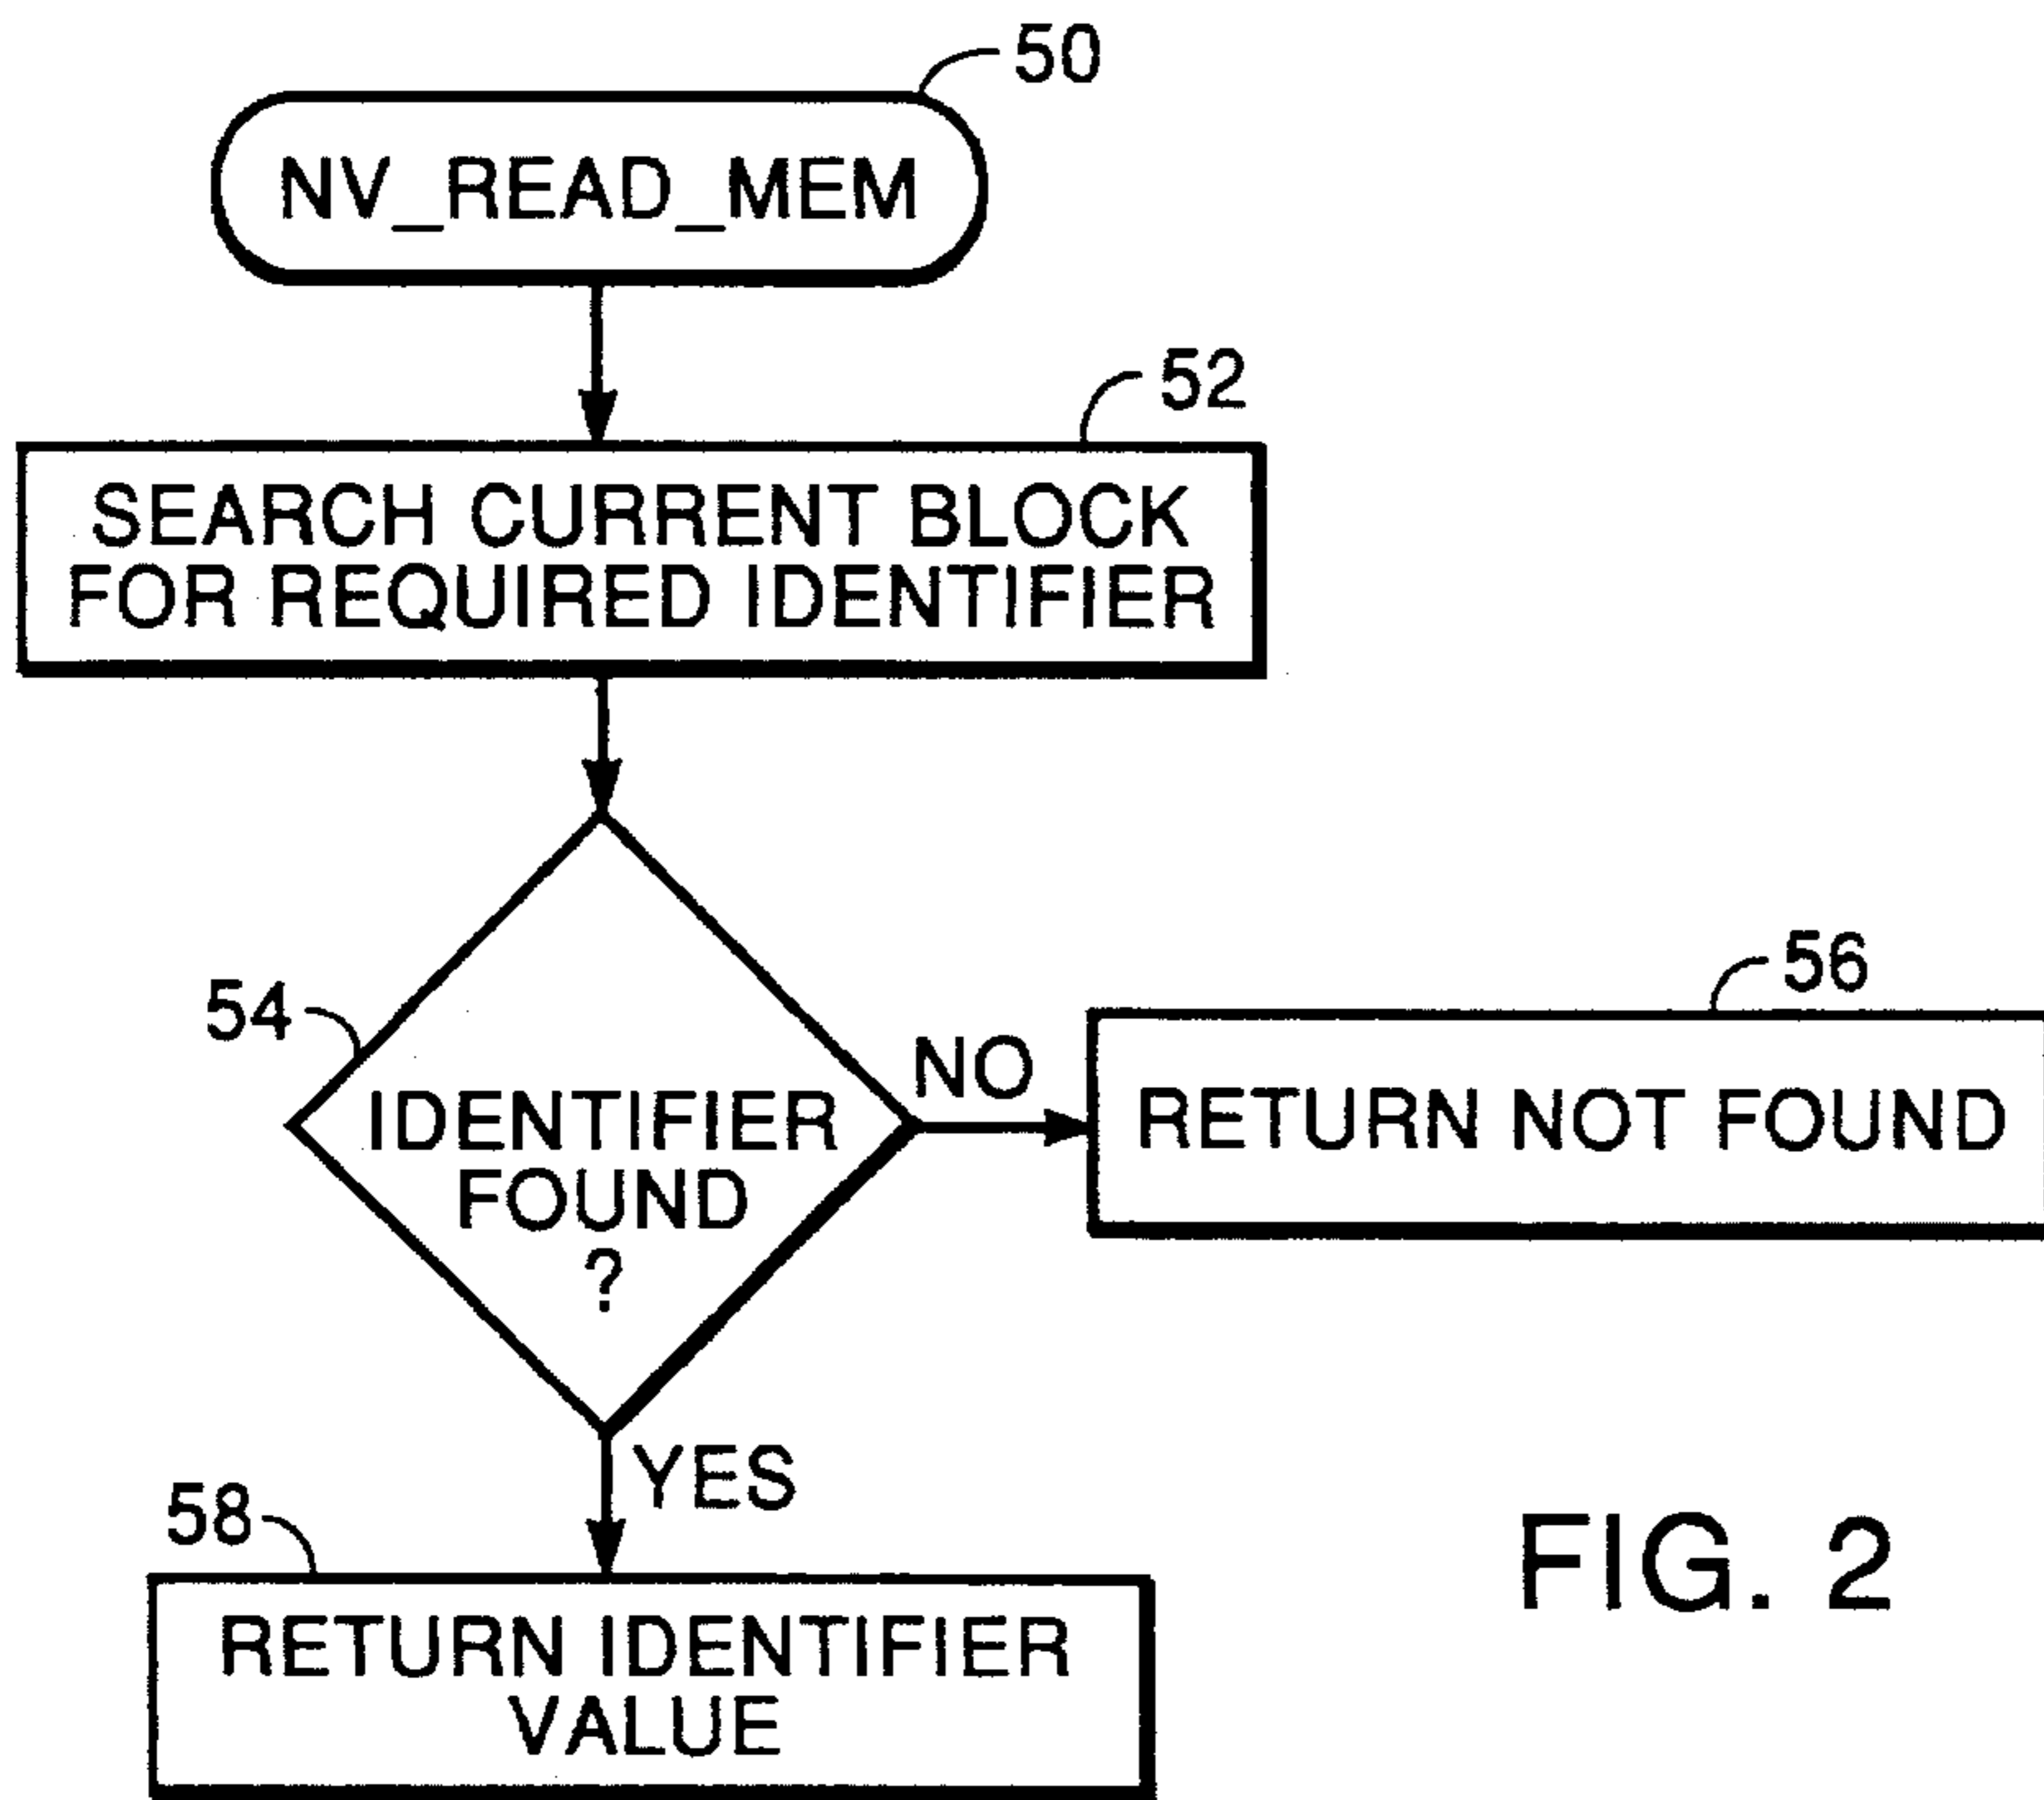 50
NV_READ_MEM
52
SEARCH CURRENT BLOCK
FOR REQUIRED IDENTIFIER
54
IDENTIFIER
FOUND
?
NO
56
RETURN NOT FOUND
YES
58
RETURN IDENTIFIER
VALUE
FIG. 2